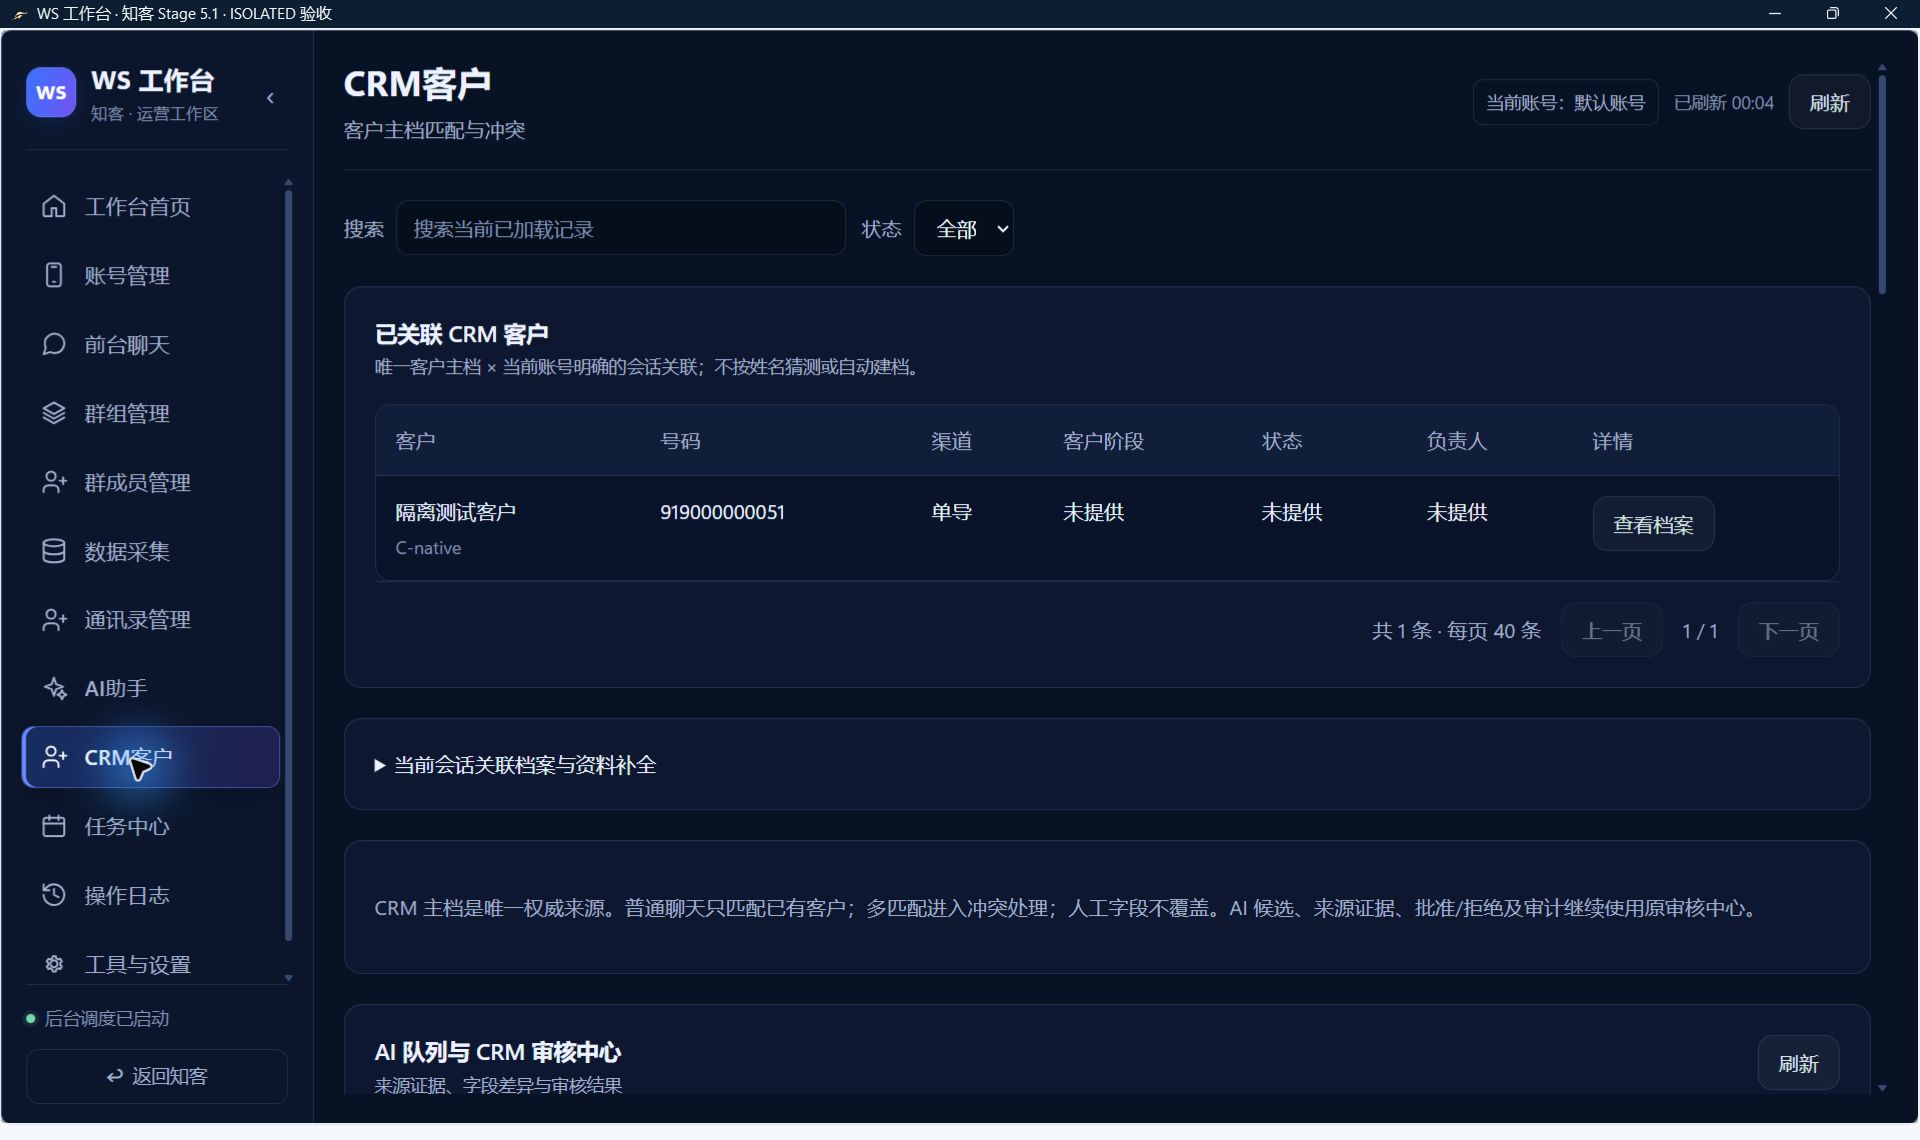 WS 工作台 · 知客 Stage 5.1 · ISOLATED 验收
WS
WS 工作台
知客 · 运营工作区
工作台首页
账号管理
前台聊天
群组管理
群成员管理
数据采集
通讯录管理
AI助手
CRM客户
任务中心
操作日志
工具与设置
后台调度已启动
返回知客
CRM客户
客户主档匹配与冲突
当前账号：默认账号
已刷新 00:04
刷新
搜索
搜索当前已加载记录
状态
全部
已关联 CRM 客户
唯一客户主档 × 当前账号明确的会话关联；不按姓名猜测或自动建档。
客户 号码 渠道 客户阶段 状态 负责人 详情
隔离测试客户 919000000051 单导 未提供 未提供 未提供 查看档案
C-native
共 1 条 · 每页 40 条 上一页 1 / 1 下一页
当前会话关联档案与资料补全
CRM 主档是唯一权威来源。普通聊天只匹配已有客户；多匹配进入冲突处理；人工字段不覆盖。AI 候选、来源证据、批准/拒绝及审计继续使用原审核中心。
AI 队列与 CRM 审核中心
来源证据、字段差异与审核结果
刷新